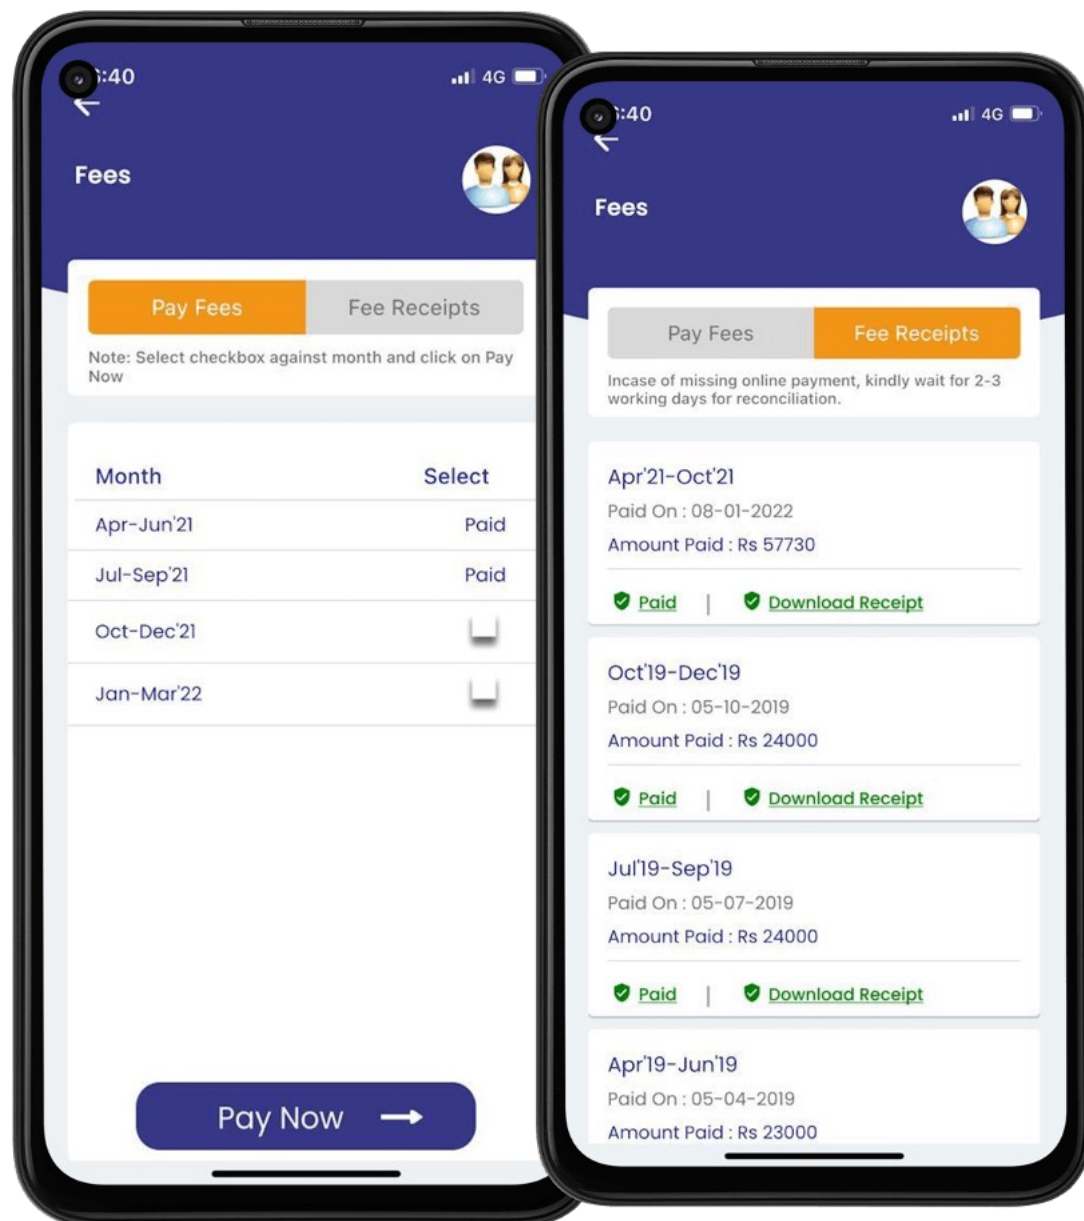 :40
4G
Fees
Pay Fees
Fee Receipts
Note: Select checkbox against month and click on Pay
Now
Month Select
Apr-Jun'21 Paid
Jul-Sep'21 Paid
Oct-Dec'21
Jan-Mar'22
Pay Now
:40
4G
Fees
Pay Fees
Fee Receipts
Incase of missing online payment, kindly wait for 2-3
working days for reconciliation.
Apr'21-Oct'21
Paid On : 08-01-2022
Amount Paid : Rs 57730
Paid | Download Receipt
Oct'19-Dec'19
Paid On : 05-10-2019
Amount Paid : Rs 24000
Paid | Download Receipt
Jul'19-Sep'19
Paid On : 05-07-2019
Amount Paid : Rs 24000
Paid | Download Receipt
Apr'19-Jun'19
Paid On : 05-04-2019
Amount Paid : Rs 23000